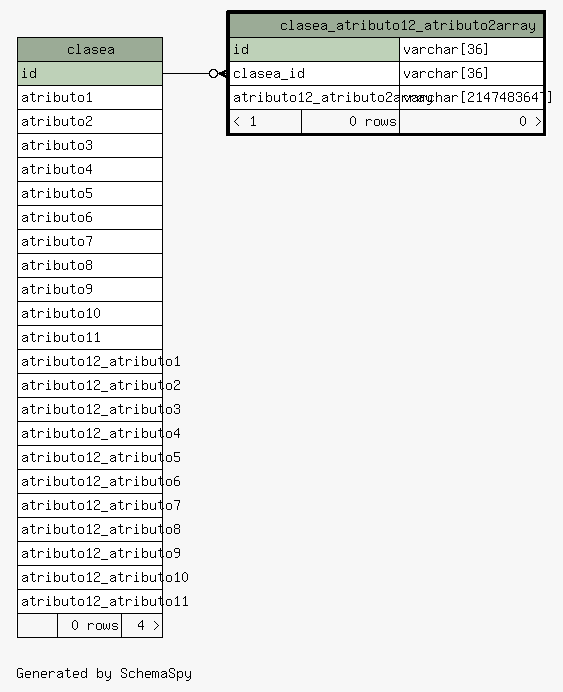 clasea
id
atributo1
atributo2
atributo3
atributo4
atributo5
atributo6
atributo7
atributo8
atributo9
atributo10
atributo11
atributo12_atributo1
atributo12_atributo2
atributo12_atributo3
atributo12_atributo4
atributo12_atributo5
atributo12_atributo6
atributo12_atributo7
atributo12_atributo8
atributo12_atributo9
atributo12_atributo10
atributo12_atributo11
0 rows 4 >
clasea_atributo12_atributo2array
id varchar[36]
clasea_id varchar[36]
atributo12_atributo2array varchar[2147483647]
< 1 0 rows 0 >
Generated by SchemaSpy